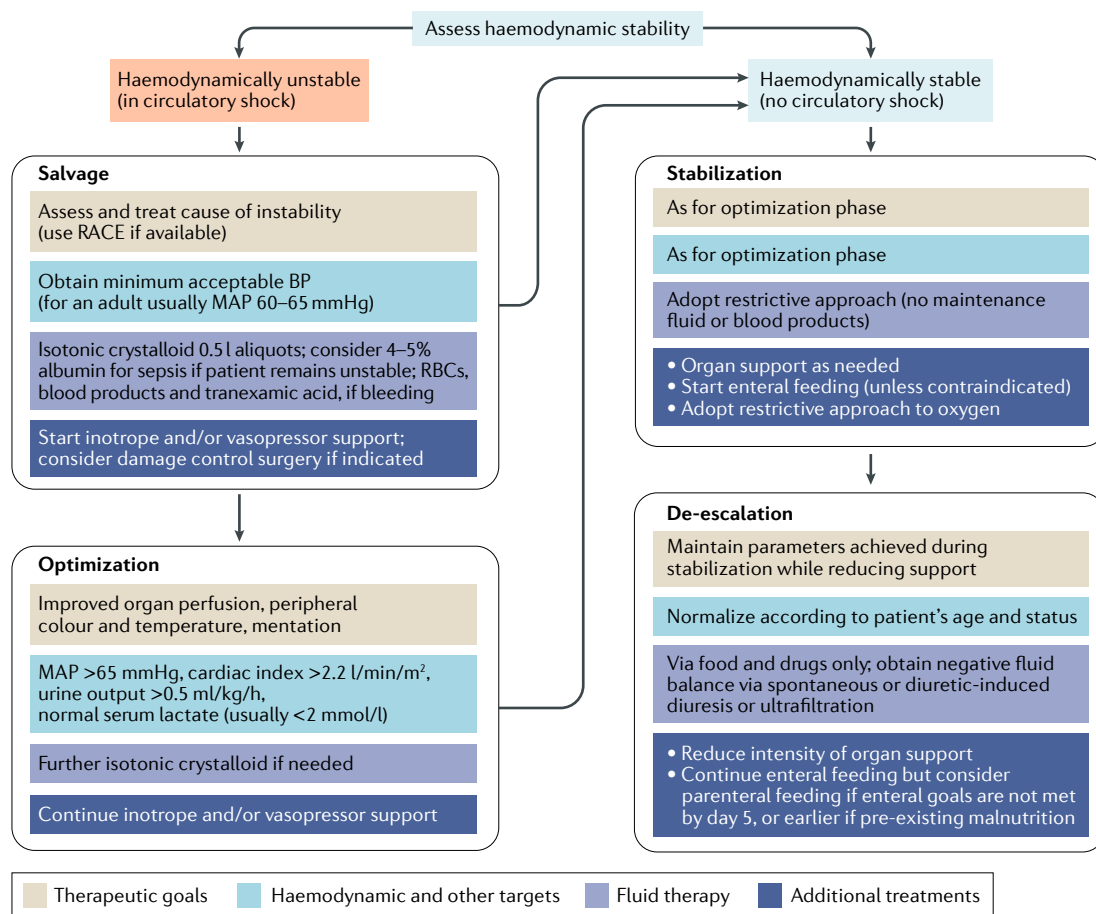 Assess haemodynamic stability
Haemodynamically unstable
(in circulatory shock)
Haemodynamically stable
(no circulatory shock)
Salvage
Assess and treat cause of instability
(use RACE if available)
Obtain minimum acceptable BP
(for an adult usually MAP 60–65 mmHg)
Isotonic crystalloid 0.5 l aliquots; consider 4–5%
albumin for sepsis if patient remains unstable; RBCs,
blood products and tranexamic acid, if bleeding
Start inotrope and/or vasopressor support;
consider damage control surgery if indicated
Optimization
Improved organ perfusion, peripheral
colour and temperature, mentation
MAP >65 mmHg, cardiac index >2.2 l/min/m²,
urine output >0.5 ml/kg/h,
normal serum lactate (usually <2 mmol/l)
Further isotonic crystalloid if needed
Continue inotrope and/or vasopressor support
Stabilization
As for optimization phase
As for optimization phase
Adopt restrictive approach (no maintenance
fluid or blood products)
• Organ support as needed
• Start enteral feeding (unless contraindicated)
• Adopt restrictive approach to oxygen
De-escalation
Maintain parameters achieved during
stabilization while reducing support
Normalize according to patient's age and status
Via food and drugs only; obtain negative fluid
balance via spontaneous or diuretic-induced
diuresis or ultrafiltration
• Reduce intensity of organ support
• Continue enteral feeding but consider
parenteral feeding if enteral goals are not met
by day 5, or earlier if pre-existing malnutrition
Therapeutic goals
Haemodynamic and other targets
Fluid therapy
Additional treatments